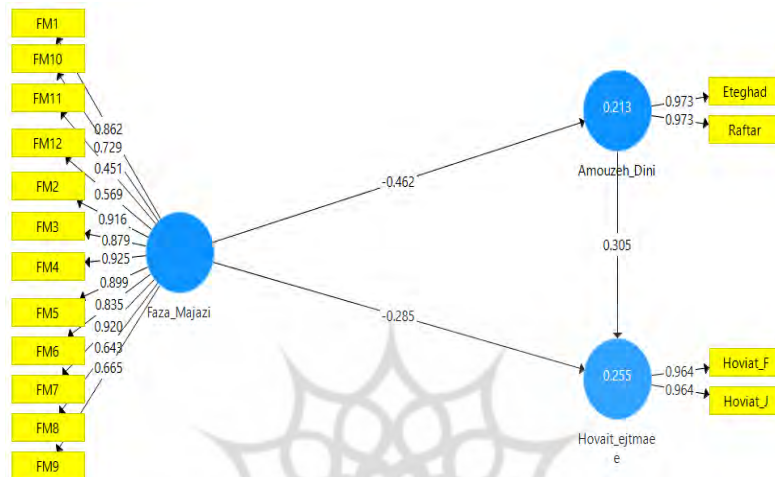 FM1
FM10
FM11
FM12
FM2
FM3
FM4
FM5
FM6
FM7
FM8
FM9
0.862
0.729
0.451
0.569
0.916
0.879
0.925
0.899
0.835
0.920
0.643
0.665
Faza_Majazi
-0.462
-0.285
0.213
Amouzeh_Dini
0.973
0.973
Eteghad
Raftar
0.305
0.255
Hovait_ejtmae
e
0.964
0.964
Hoviat_F
Hoviat_J